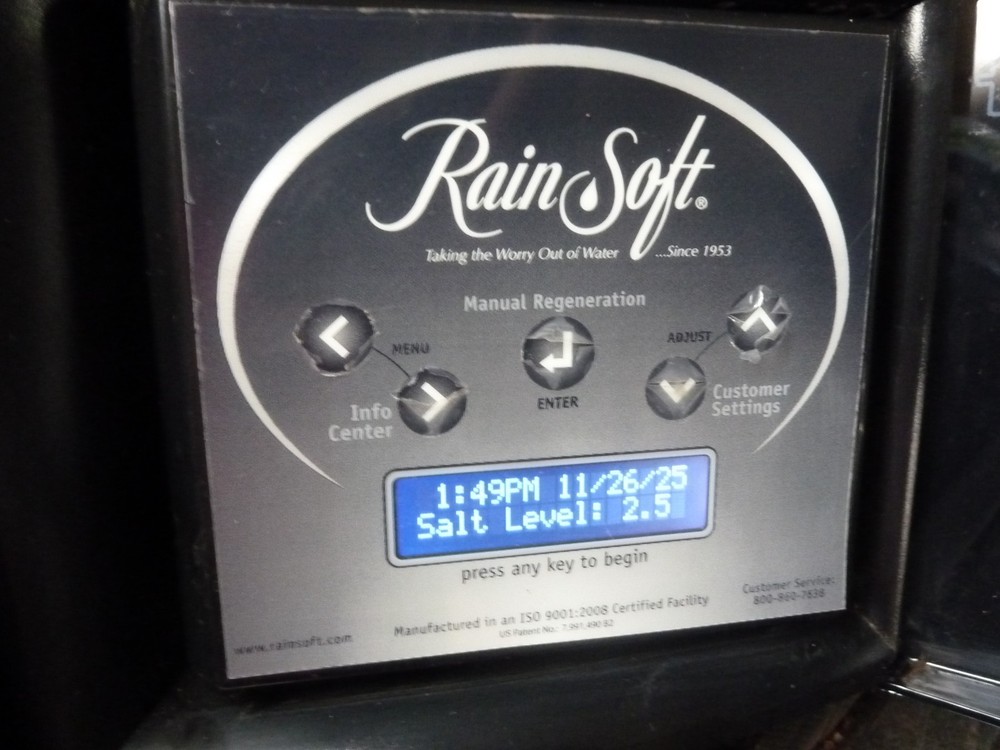 Rain Soft®
Taking the Worry Out of Water ...Since 1953
Manual Regeneration
MENU
ADJUST
ENTER
Info
Center
Customer
Settings
1:49PM 11/26/25
Salt Level: 2.5
press any key to begin
Manufactured in an ISO 9001:2008 Certified Facility
US Patent No.: 7,991,490 B2
www.rainsoft.com
Customer Service:
800-860-7638